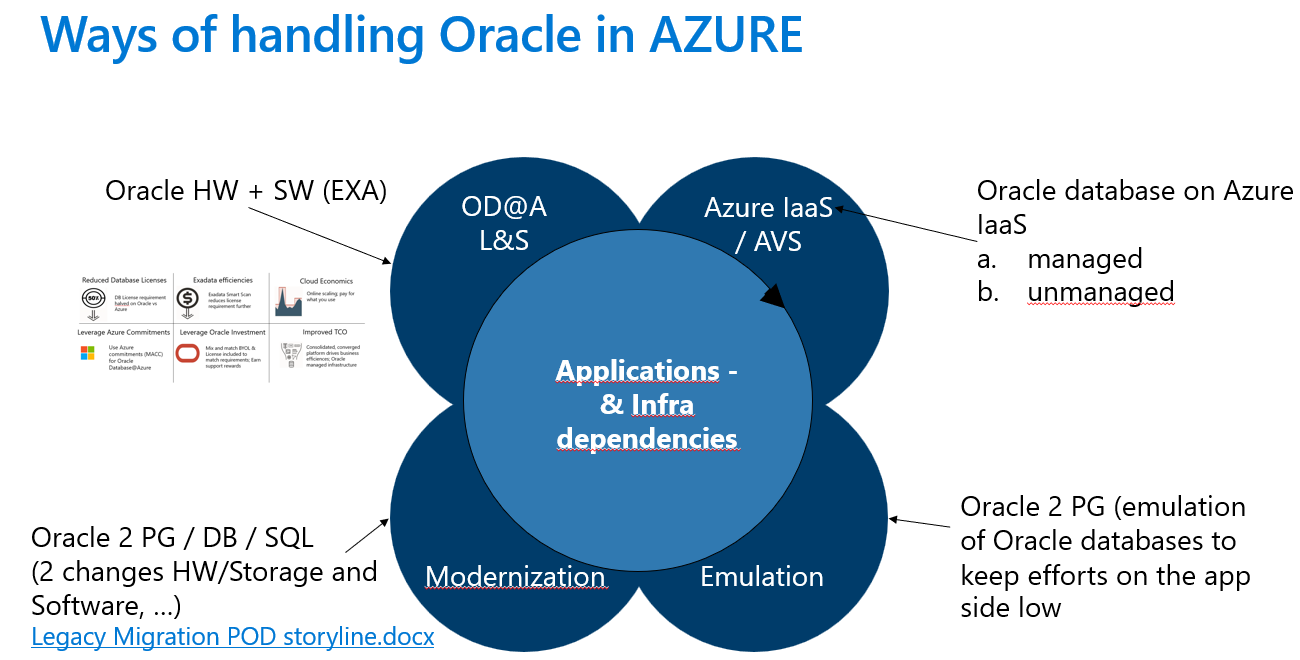 Ways of handling Oracle in AZURE
Oracle HW + SW (EXA)
OD@A
L&S
Azure IaaS
/ AVS
Oracle database on Azure
IaaS
a. managed
b. unmanaged
Reduced Database Licenses
50%
DB License requirement
halved on Oracle vs
Azure
Exadata efficiencies
Exadata Smart Scan
reduces license
requirement further
Cloud Economics
Online scaling; pay for
what you use
Leverage Azure Commitments
Use Azure
commitments (MACC)
for Oracle
Database@Azure
Leverage Oracle Investment
Mix and match BYOL &
License included to
match requirements; Earn
support rewards
Improved TCO
Consolidated, converged
platform drives business
efficiencies; Oracle
managed infrastructure
Applications -
& Infra
dependencies
Oracle 2 PG / DB / SQL
(2 changes HW/Storage and
Software, ...)
Legacy Migration POD storyline.docx
Modernization
Emulation
Oracle 2 PG (emulation
of Oracle databases to
keep efforts on the app
side low